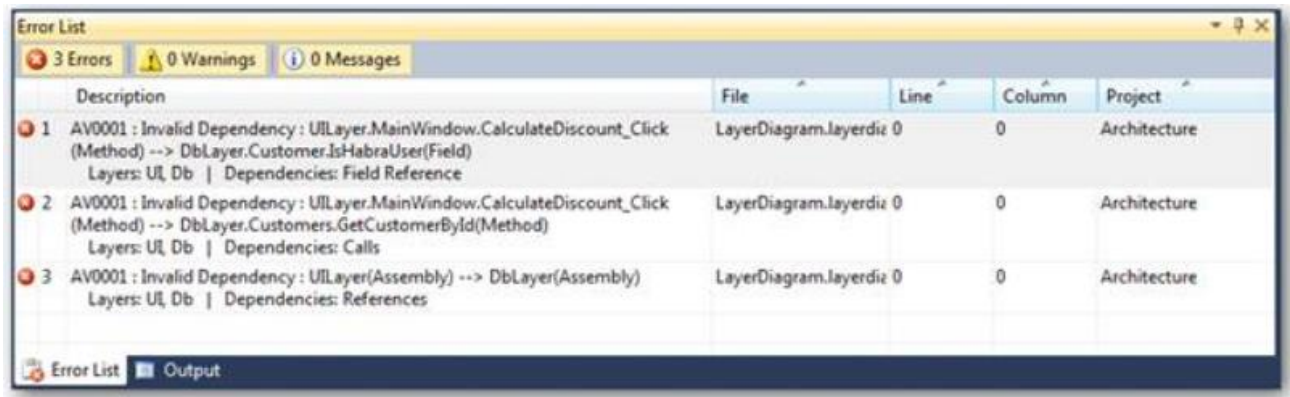 Error List
3 Errors 0 Warnings 0 Messages
Description File Line Column Project
1 AV0001 : Invalid Dependency : UILayer.MainWindow.CalculateDiscount_Click LayerDiagram.layerdia 0 0 Architecture
(Method) --> DbLayer.Customer.IsHabraUser(Field)
Layers: UI, Db | Dependencies: Field Reference
2 AV0001 : Invalid Dependency : UILayer.MainWindow.CalculateDiscount_Click LayerDiagram.layerdia 0 0 Architecture
(Method) --> DbLayer.Customers.GetCustomerById(Method)
Layers: UI, Db | Dependencies: Calls
3 AV0001 : Invalid Dependency : UILayer(Assembly) --> DbLayer(Assembly) LayerDiagram.layerdia 0 0 Architecture
Layers: UI, Db | Dependencies: References
Error List Output